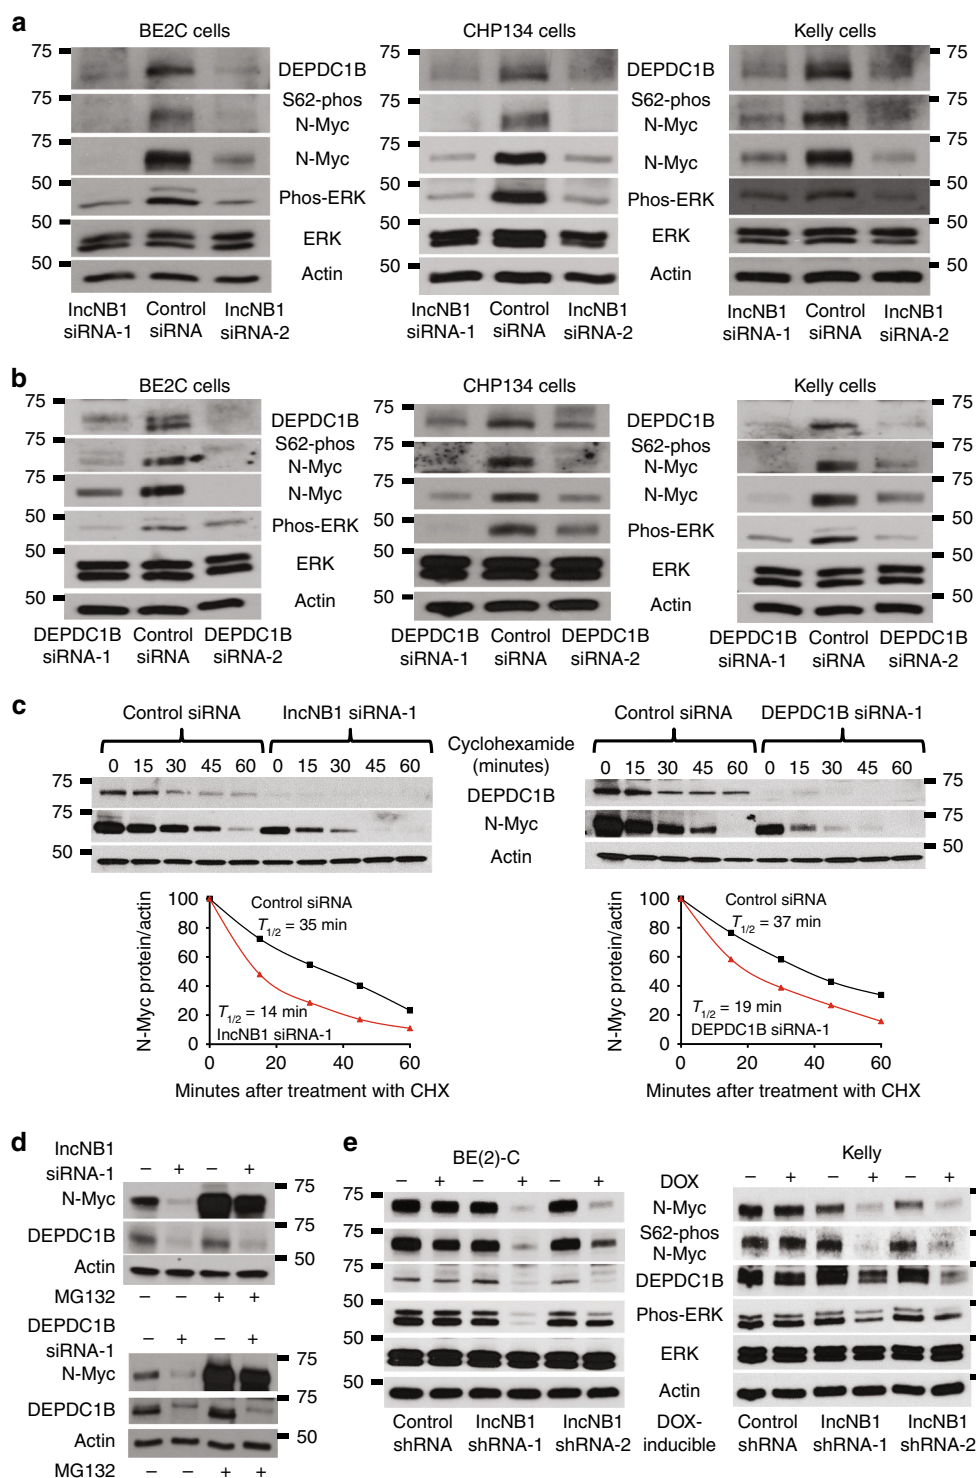 a
BE2C cells
CHP134 cells
Kelly cells
75
75
75
50
50
50
DEPDC1B
S62-phos
N-Myc
N-Myc
Phos-ERK
ERK
Actin
75
75
75
50
50
50
DEPDC1B
S62-phos
N-Myc
N-Myc
Phos-ERK
ERK
Actin
75
75
75
50
50
50
lncNB1 Control lncNB1
siRNA-1 siRNA siRNA-2
lncNB1 Control lncNB1
siRNA-1 siRNA siRNA-2
lncNB1 Control lncNB1
siRNA-1 siRNA siRNA-2
b
BE2C cells
CHP134 cells
Kelly cells
75
75
75
50
50
50
DEPDC1B
S62-phos
N-Myc
N-Myc
Phos-ERK
ERK
Actin
75
75
75
50
50
50
DEPDC1B
S62-phos
N-Myc
N-Myc
Phos-ERK
ERK
Actin
75
75
75
50
50
50
DEPDC1B Control DEPDC1B
siRNA-1 siRNA siRNA-2
DEPDC1B Control DEPDC1B
siRNA-1 siRNA siRNA-2
DEPDC1B Control DEPDC1B
siRNA-1 siRNA siRNA-2
c
Control siRNA lncNB1 siRNA-1
0 15 30 45 60 0 15 30 45 60
Cyclohexamide
(minutes)
Control siRNA DEPDC1B siRNA-1
0 15 30 45 60 0 15 30 45 60
75
75
50
DEPDC1B
N-Myc
Actin
75
75
50
N-Myc protein/actin
100
80
60
40
20
0
Control siRNA
T1/2 = 35 min
T1/2 = 14 min
lncNB1 siRNA-1
0 20 40 60
Minutes after treatment with CHX
N-Myc protein/actin
100
80
60
40
20
0
Control siRNA
T1/2 = 37 min
T1/2 = 19 min
DEPDC1B siRNA-1
0 20 40 60
Minutes after treatment with CHX
d
lncNB1
siRNA-1 – + – +
N-Myc
DEPDC1B
Actin
75
75
50
MG132 – – + +
DEPDC1B
siRNA-1 – + – +
N-Myc
DEPDC1B
Actin
75
75
50
MG132 – – + +
e
BE(2)-C
Kelly
– + – + – +
DOX
– + – + – +
75
75
75
50
50
50
N-Myc
S62-phos
N-Myc
DEPDC1B
Phos-ERK
ERK
Actin
Control lncNB1 lncNB1
shRNA shRNA-1 shRNA-2
DOX-
inducible
Control lncNB1 lncNB1
shRNA shRNA-1 shRNA-2